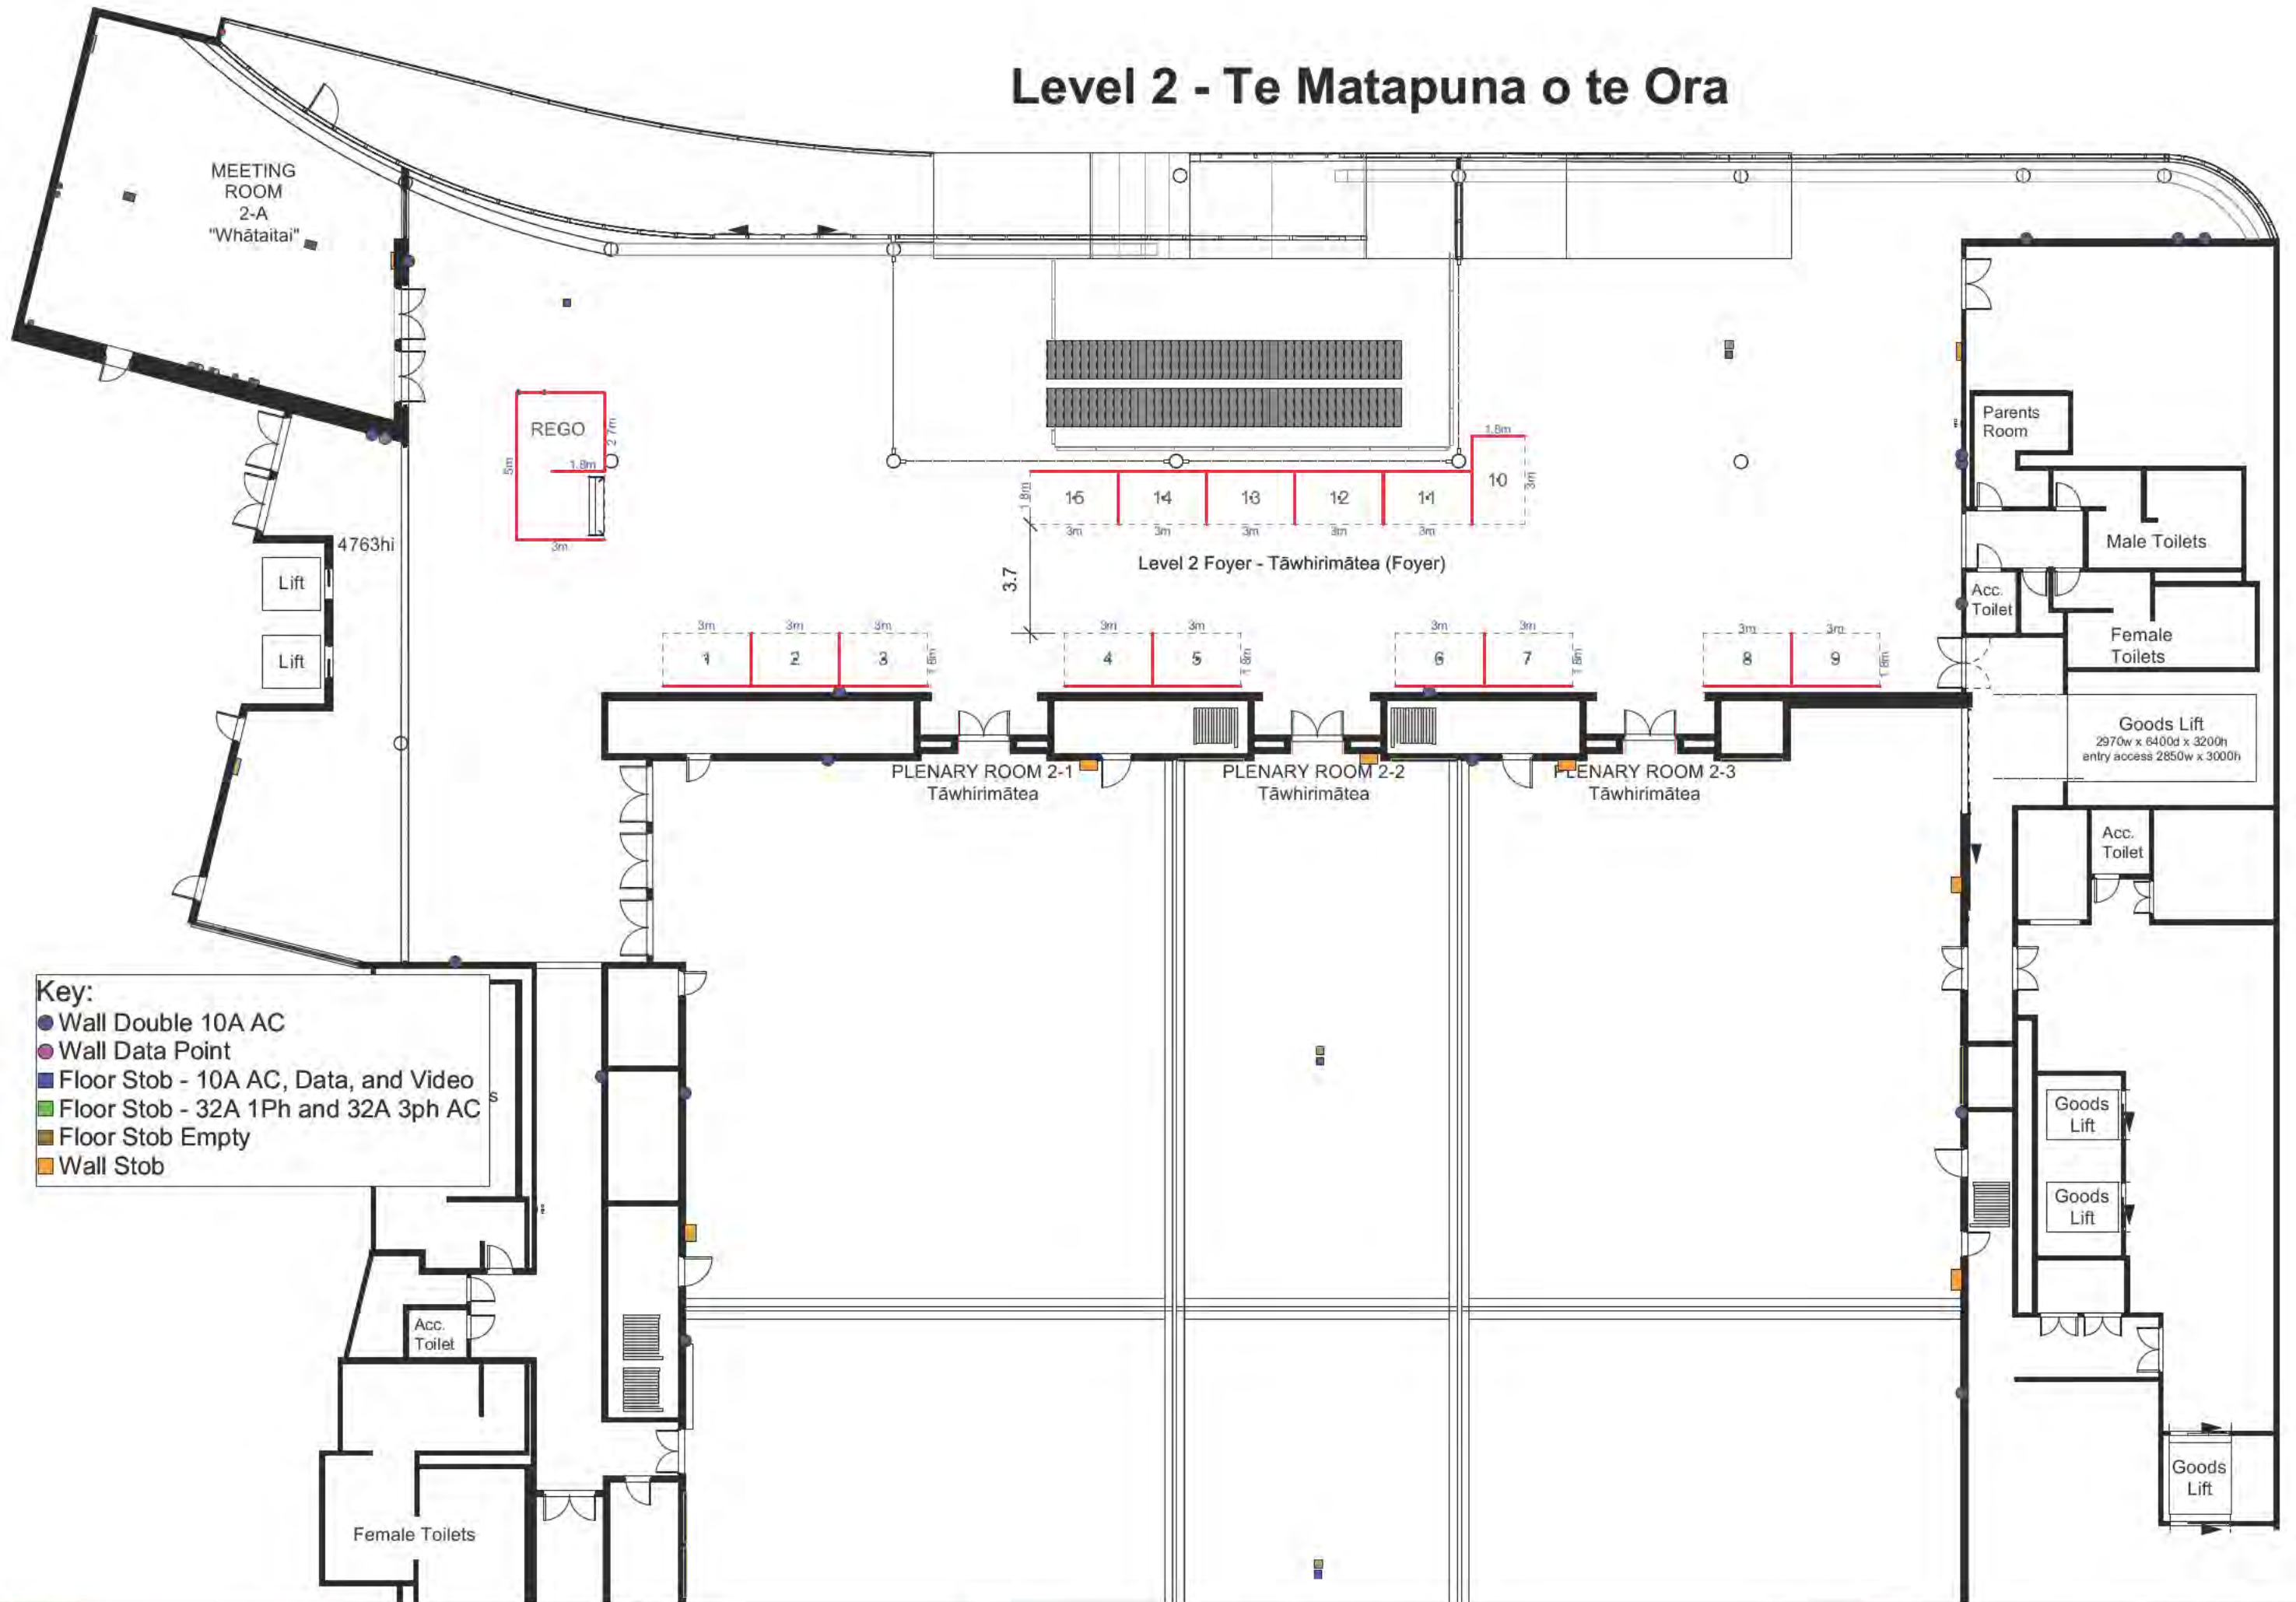 Level 2 - Te Matapuna o te Ora
MEETING
ROOM
2-A
"Whātaitai"
REGO
2.7m
5m
1.8m
3m
4763hi
Lift
Lift
1.8m
10
3m
15
14
13
12
11
1.8m
3m
3m
3m
3m
3m
Level 2 Foyer - Tāwhirimātea (Foyer)
3.7
3m
3m
3m
1
2
3
1.8m
3m
3m
4
5
1.8m
3m
3m
6
7
1.8m
3m
3m
8
9
1.8m
Parents
Room
Male Toilets
Acc.
Toilet
Female
Toilets
Goods Lift
2970w x 6400d x 3200h
entry access 2850w x 3000h
PLENARY ROOM 2-1
Tāwhirimātea
PLENARY ROOM 2-2
Tāwhirimātea
PLENARY ROOM 2-3
Tāwhirimātea
Acc.
Toilet
Key:
Wall Double 10A AC
Wall Data Point
Floor Stob - 10A AC, Data, and Video
Floor Stob - 32A 1Ph and 32A 3ph AC
Floor Stob Empty
Wall Stob
s
Goods
Lift
Goods
Lift
Acc.
Toilet
Female Toilets
Goods
Lift